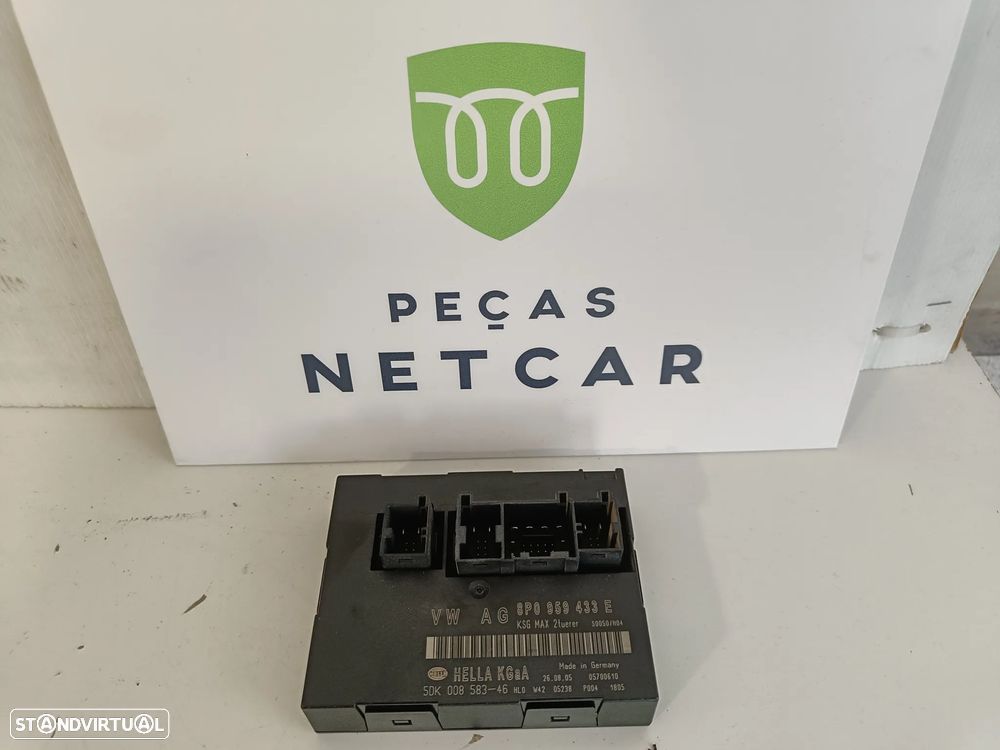 PEÇAS
NETCAR
VW AG 8P0 959 433 E
KSG MAX 2tuerer S0050/H04
HELLA KGaA
Made in Germany
26.08.05 05700610
5DK 008 583-46 HL0 W42 05238 P004 1805
STANDVIRTUAL